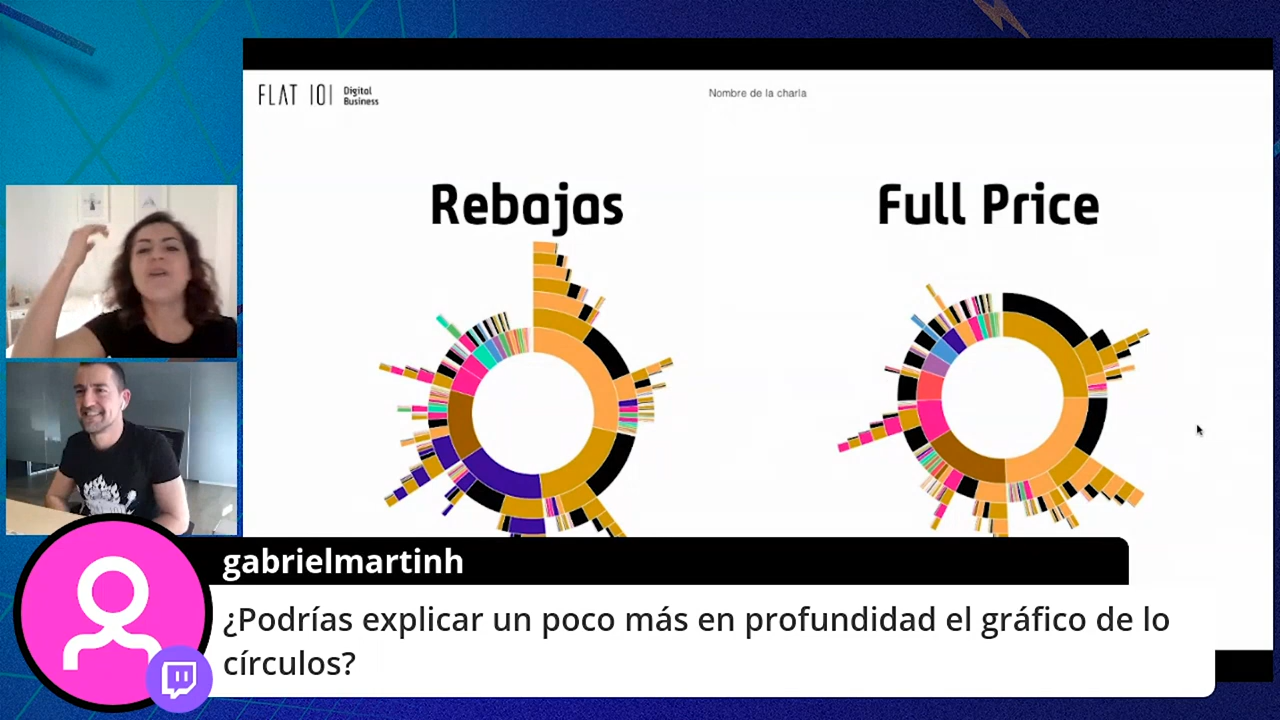 FLAT 101
Digital
Business
Nombre de la charla
Rebajas
Full Price
gabrielmartinh
¿Podrías explicar un poco más en profundidad el gráfico de lo
círculos?